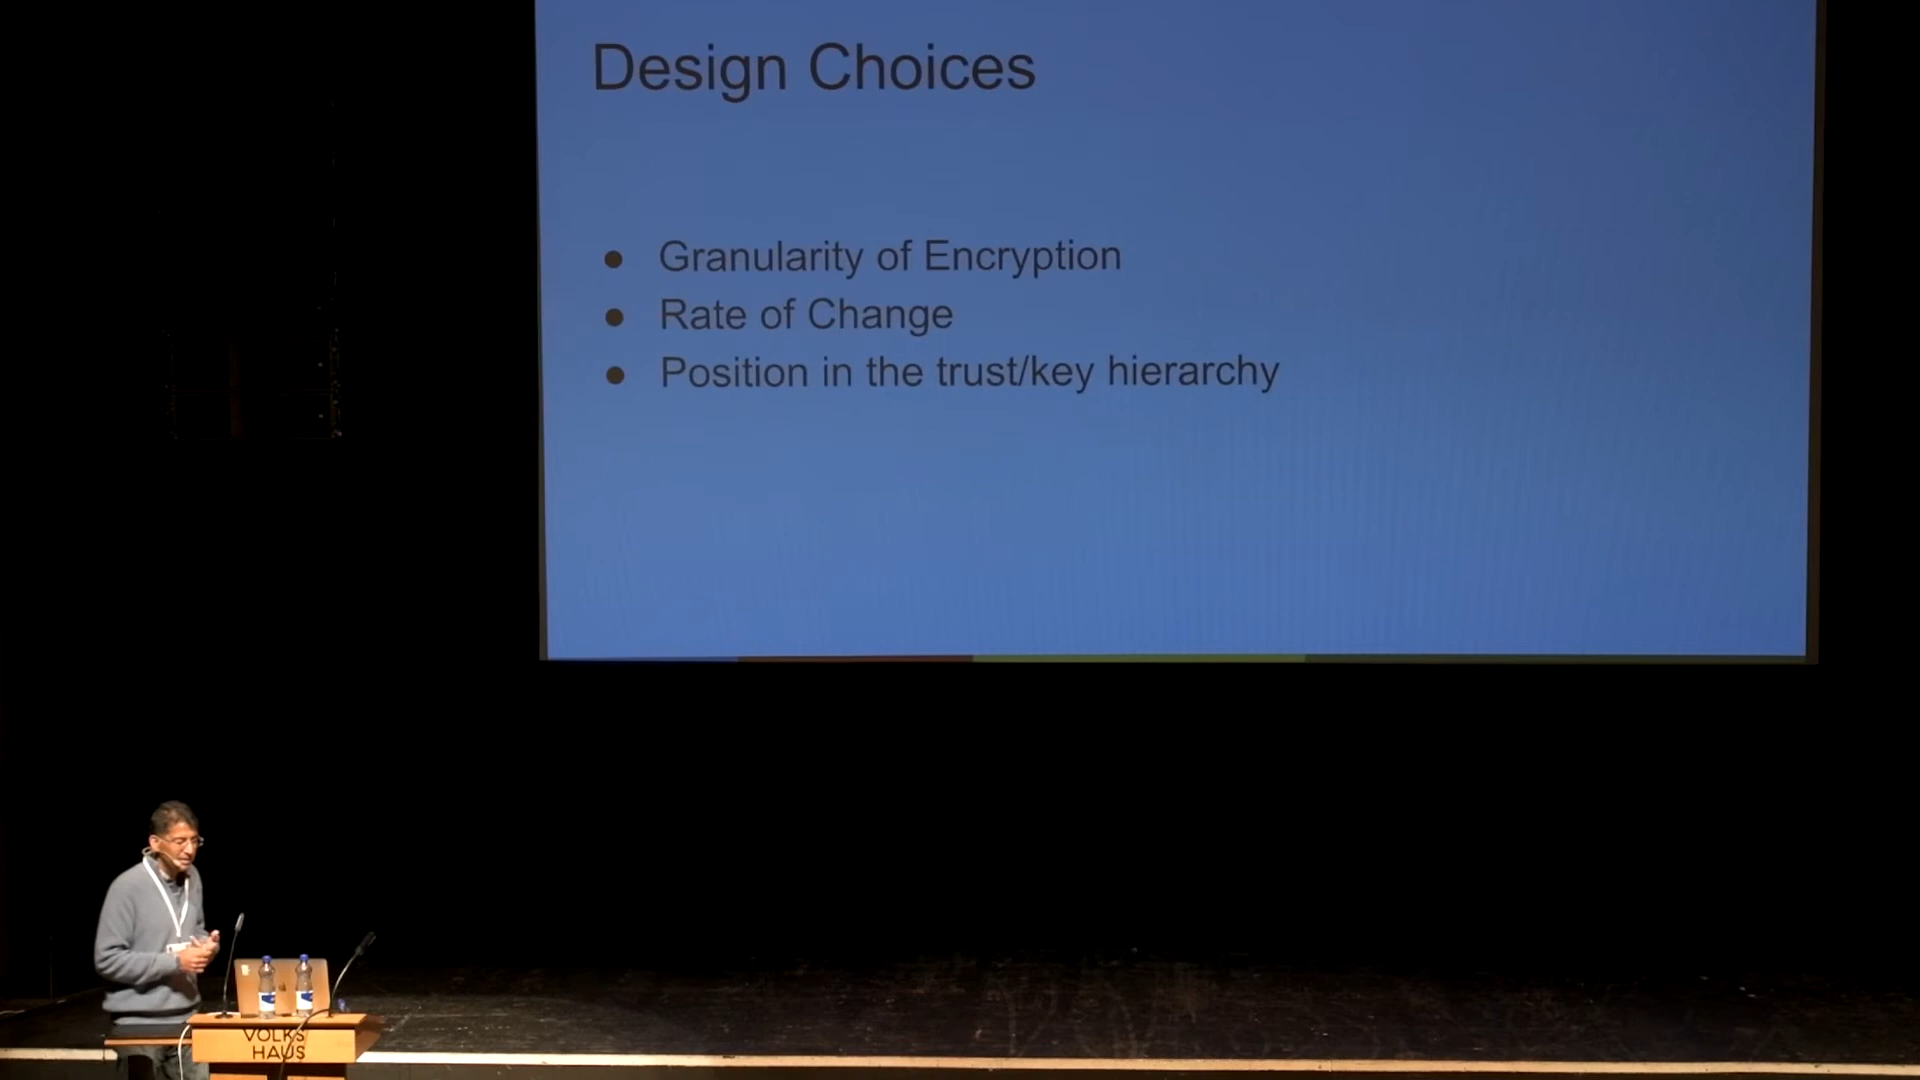 Design Choices
● Granularity of Encryption
● Rate of Change
● Position in the trust/key hierarchy
VOLKS
HAUS